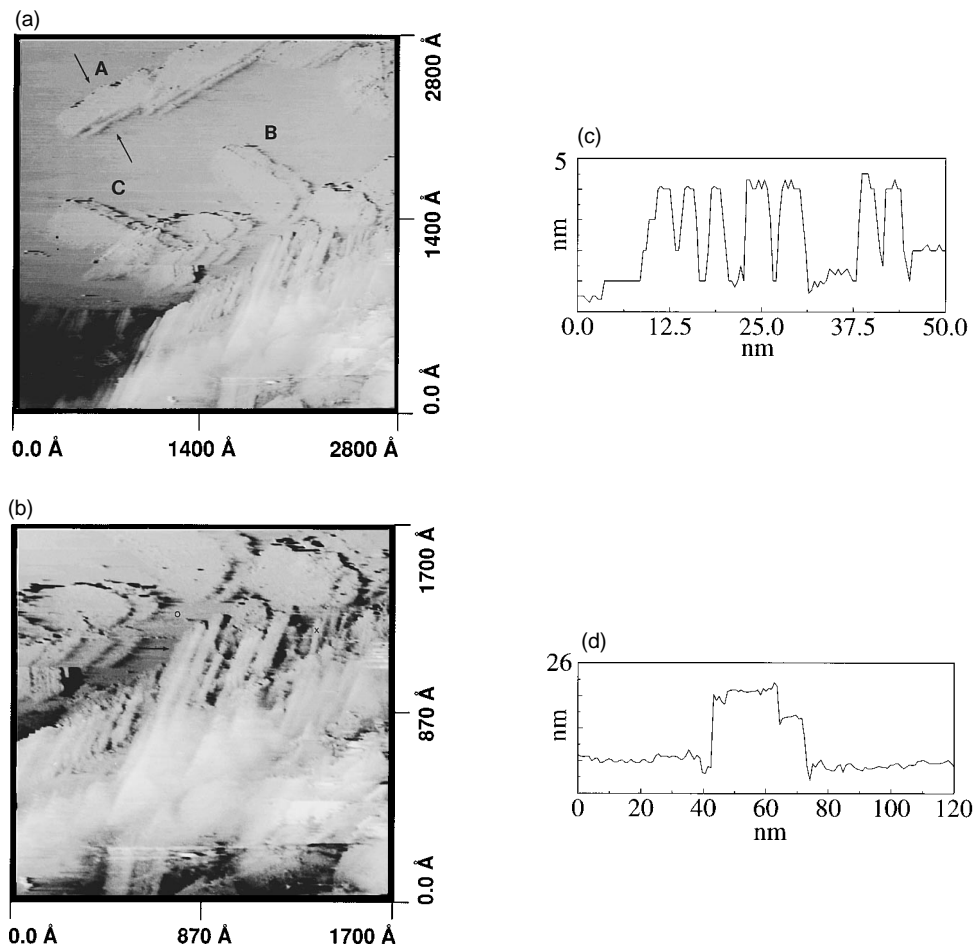 (a)
A
B
C
2800 Å
1400 Å
0.0 Å
0.0 Å 1400 Å 2800 Å
(b)
o
x
1700 Å
870 Å
0.0 Å
0.0 Å 870 Å 1700 Å
(c)
5
nm
0.0 12.5 25.0 37.5 50.0
nm
(d)
26
nm
0 20 40 60 80 100 120
nm